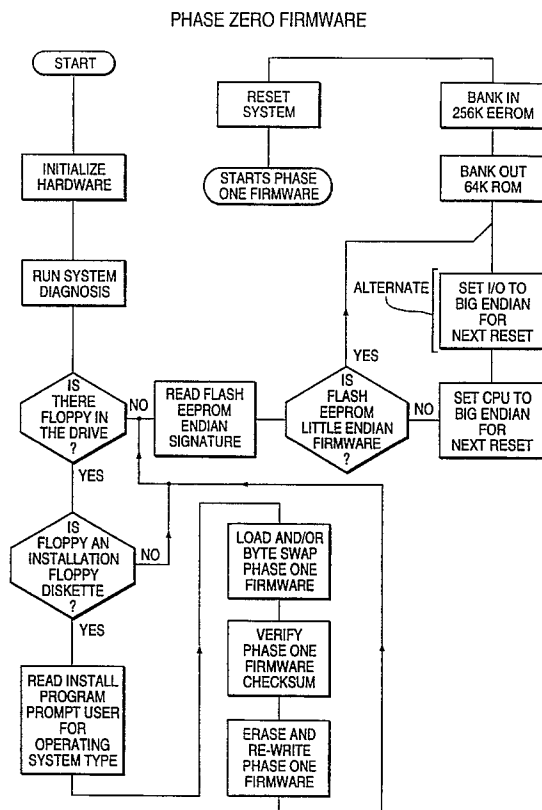 PHASE ZERO FIRMWARE
START
INITIALIZE
HARDWARE
RUN SYSTEM
DIAGNOSIS
IS
THERE
FLOPPY IN
THE DRIVE
?
NO
YES
IS
FLOPPY AN
INSTALLATION
FLOPPY
DISKETTE
?
NO
YES
READ INSTALL
PROGRAM
PROMPT USER
FOR
OPERATING
SYSTEM TYPE
LOAD AND/OR
BYTE SWAP
PHASE ONE
FIRMWARE
VERIFY
PHASE ONE
FIRMWARE
CHECKSUM
ERASE AND
RE-WRITE
PHASE ONE
FIRMWARE
READ FLASH
EEPROM
ENDIAN
SIGNATURE
IS
FLASH
EEPROM
LITTLE ENDIAN
FIRMWARE
?
YES
NO
SET CPU TO
BIG ENDIAN
FOR
NEXT RESET
ALTERNATE
SET I/O TO
BIG ENDIAN
FOR
NEXT RESET
BANK OUT
64K ROM
BANK IN
256K EEROM
RESET
SYSTEM
STARTS PHASE
ONE FIRMWARE